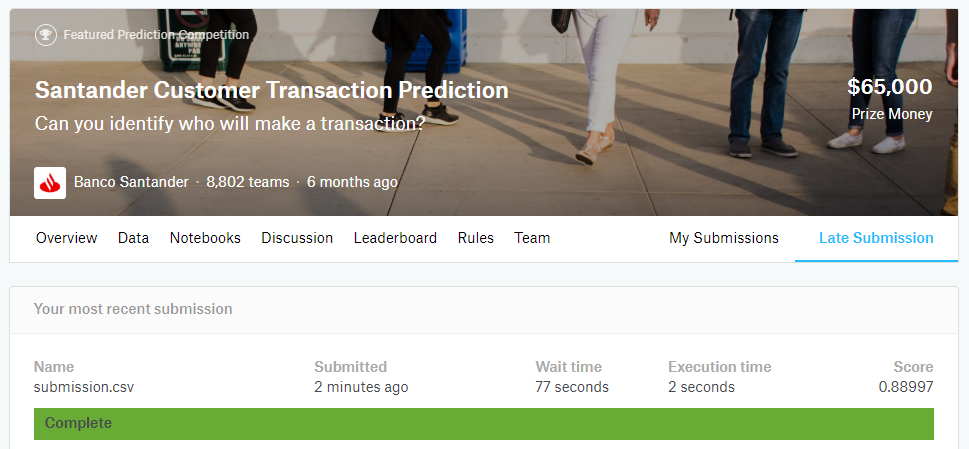 Featured Prediction Competition
Santander Customer Transaction Prediction
$65,000
Can you identify who will make a transaction?
Prize Money
Banco Santander · 8,802 teams · 6 months ago
Overview Data Notebooks Discussion Leaderboard Rules Team My Submissions Late Submission
Your most recent submission
Name Submitted Wait time Execution time Score
submission.csv 2 minutes ago 77 seconds 2 seconds 0.88997
Complete